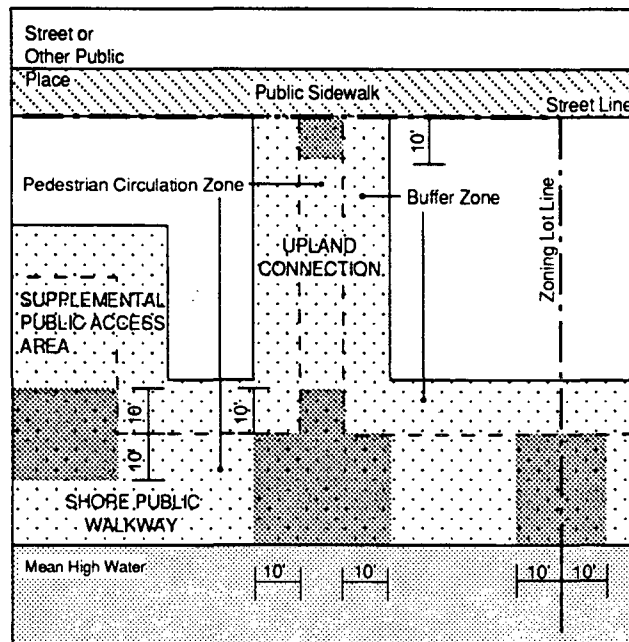 Street or
Other Public
Place
Public Sidewalk
Street Line
10'
Pedestrian Circulation Zone
Buffer Zone
Zoning Lot Line
UPLAND
CONNECTION
SUPPLEMENTAL
PUBLIC ACCESS
AREA
10'
10'
10'
SHORE PUBLIC
WALKWAY
Mean High Water
10'
10'
10'
10'